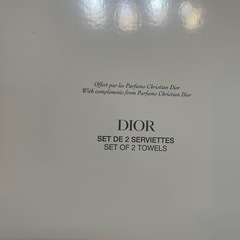 Offert par les Parfums Christian Dior
With compliments from Parfums Christian Dior
DIOR
SET DE 2 SERVIETTES
SET OF 2 TOWELS